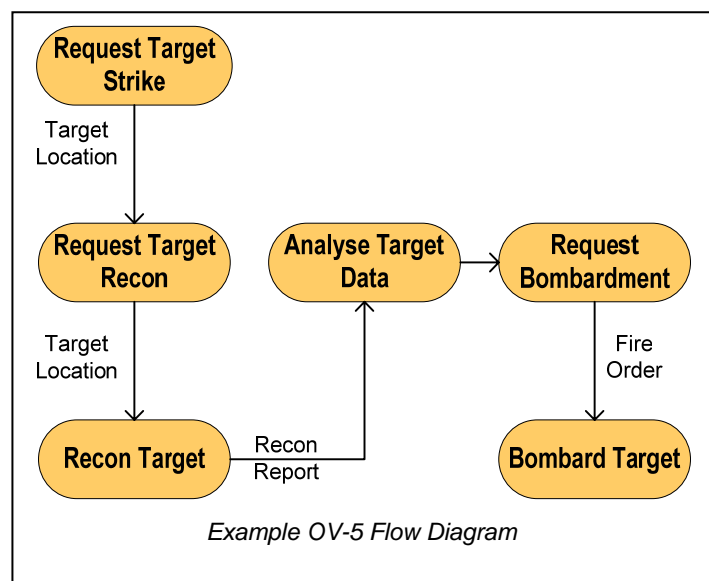 Request Target
Strike
Target
Location
Request Target
Recon
Target
Location
Recon Target
Recon
Report
Analyse Target
Data
Request
Bombardment
Fire
Order
Bombard Target
Example OV-5 Flow Diagram